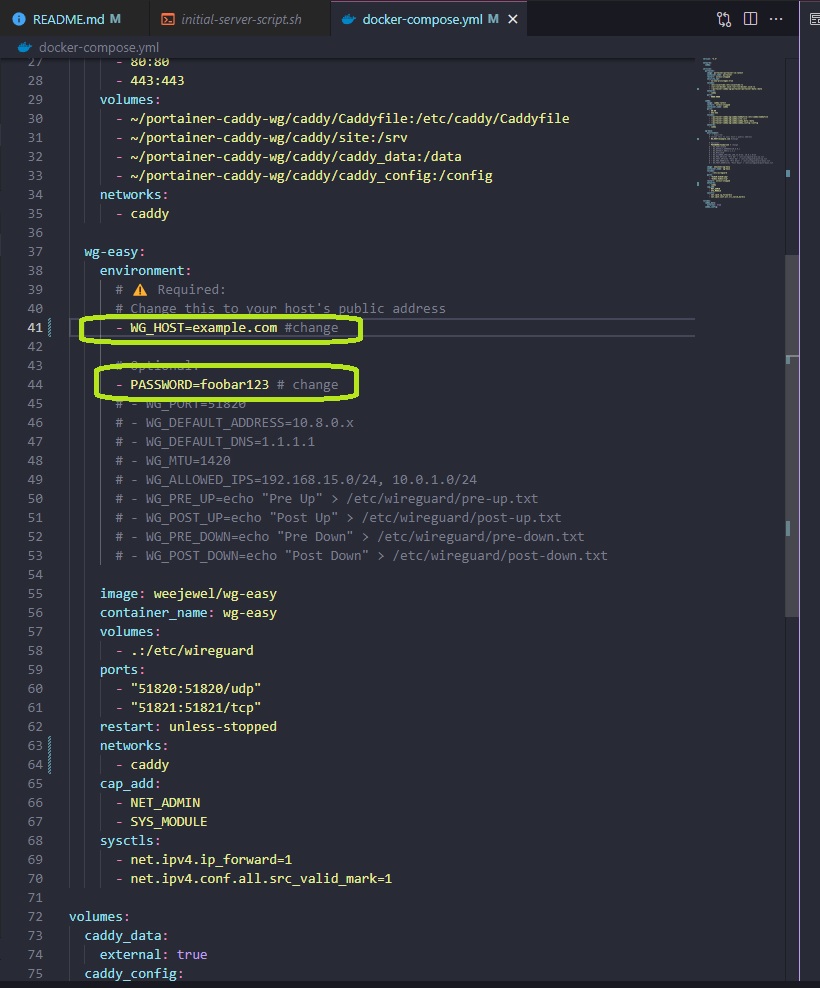 README.md M
initial-server-script.sh
docker-compose.yml M
docker-compose.yml
27 - 80:80
28 - 443:443
29 volumes:
30 - ~/portainer-caddy-wg/caddy/Caddyfile:/etc/caddy/Caddyfile
31 - ~/portainer-caddy-wg/caddy/site:/srv
32 - ~/portainer-caddy-wg/caddy/caddy_data:/data
33 - ~/portainer-caddy-wg/caddy/caddy_config:/config
34 networks:
35 - caddy
36
37 wg-easy:
38 environment:
39 # ⚠️ Required:
40 # Change this to your host's public address
41 - WG_HOST=example.com #change
42
43 # Optional:
44 - PASSWORD=foobar123 # change
45 # - WG_PORT=51820
46 # - WG_DEFAULT_ADDRESS=10.8.0.x
47 # - WG_DEFAULT_DNS=1.1.1.1
48 # - WG_MTU=1420
49 # - WG_ALLOWED_IPS=192.168.15.0/24, 10.0.1.0/24
50 # - WG_PRE_UP=echo "Pre Up" > /etc/wireguard/pre-up.txt
51 # - WG_POST_UP=echo "Post Up" > /etc/wireguard/post-up.txt
52 # - WG_PRE_DOWN=echo "Pre Down" > /etc/wireguard/pre-down.txt
53 # - WG_POST_DOWN=echo "Post Down" > /etc/wireguard/post-down.txt
54
55 image: weejewel/wg-easy
56 container_name: wg-easy
57 volumes:
58 - .:/etc/wireguard
59 ports:
60 - "51820:51820/udp"
61 - "51821:51821/tcp"
62 restart: unless-stopped
63 networks:
64 - caddy
65 cap_add:
66 - NET_ADMIN
67 - SYS_MODULE
68 sysctls:
69 - net.ipv4.ip_forward=1
70 - net.ipv4.conf.all.src_valid_mark=1
71
72 volumes:
73 caddy_data:
74 external: true
75 caddy_config: